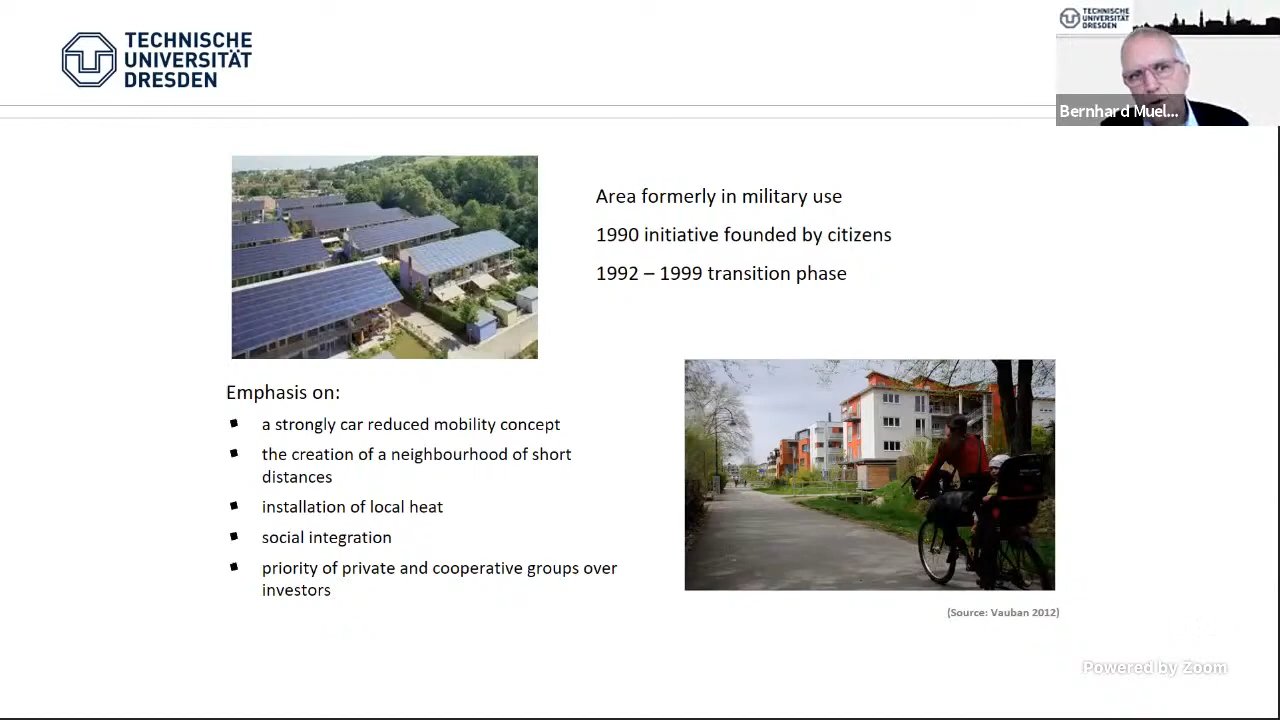 TECHNISCHE
UNIVERSITÄT
DRESDEN
TECHNISCHE
UNIVERSITÄT
DRESDEN
Bernhard Muel...
Area formerly in military use
1990 initiative founded by citizens
1992 – 1999 transition phase
Emphasis on:
a strongly car reduced mobility concept
the creation of a neighbourhood of short
distances
installation of local heat
social integration
priority of private and cooperative groups over
investors
(Source: Vauban 2012)
Powered by Zoom